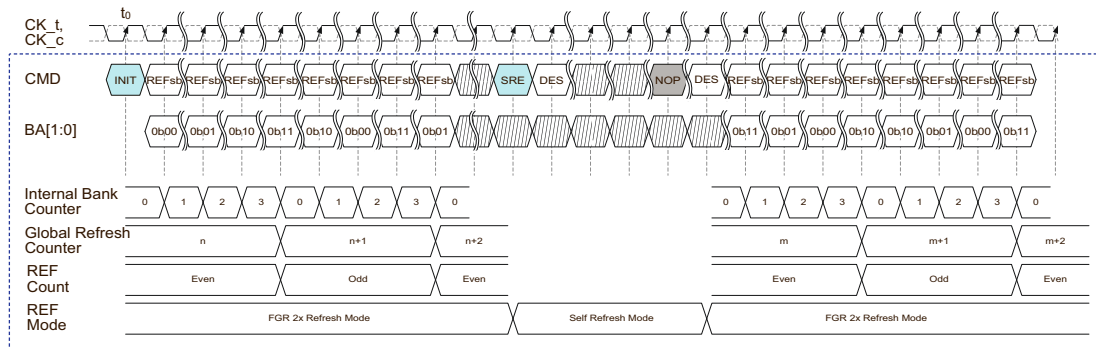 t0
CK_t,
CK_c
CMD INIT REFsb REFsb REFsb REFsb REFsb REFsb REFsb REFsb SRE DES NOP DES REFsb REFsb REFsb REFsb REFsb REFsb REFsb REFsb
BA[1:0] 0b00 0b01 0b10 0b11 0b10 0b00 0b11 0b01 0b11 0b01 0b00 0b10 0b10 0b01 0b00 0b11
Internal Bank
Counter
0 1 2 3 0 1 2 3 0 0 1 2 3 0 1 2 3 0
Global Refresh
Counter
n n+1 n+2 m m+1 m+2
REF
Count
Even Odd Even Even Odd Even
REF
Mode
FGR 2x Refresh Mode Self Refresh Mode FGR 2x Refresh Mode